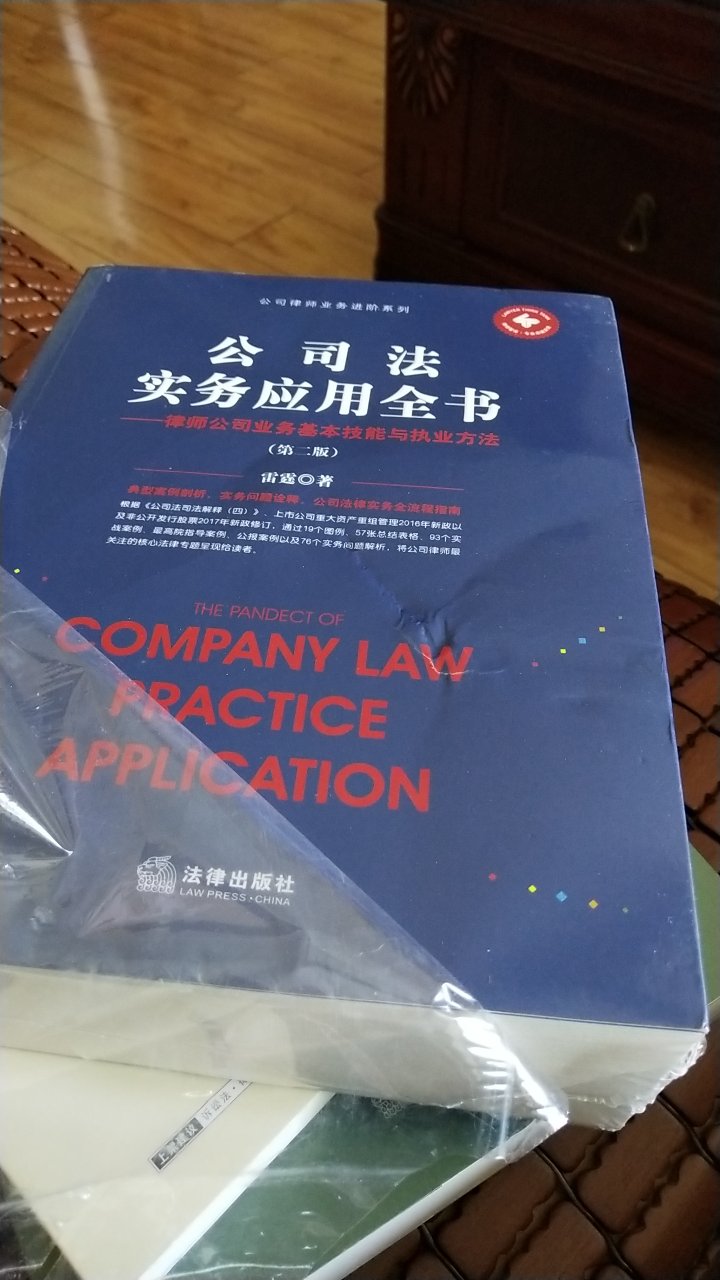 公司律师业务进阶系列
公司法
实务应用全书
——律师公司业务基本技能与执业方法
（第二版）
雷霆◎著
典型案例剖析、实务问题诠释、公司法律实务全流程指南
根据《公司法司法解释（四）》、上市公司重大资产重组管理2016年新政以
及非公开发行股票2017年新政修订，通过19个图例、57张总结表格、93个实
战案例、最高院指导案例、公报案例以及76个实务问题解析，将公司律师最
关注的核心法律专题呈现给读者。
THE PANDECT OF
COMPANY LAW
PRACTICE
APPLICATION
法律出版社
LAW PRESS·CHINA
上架建议 诉讼法·